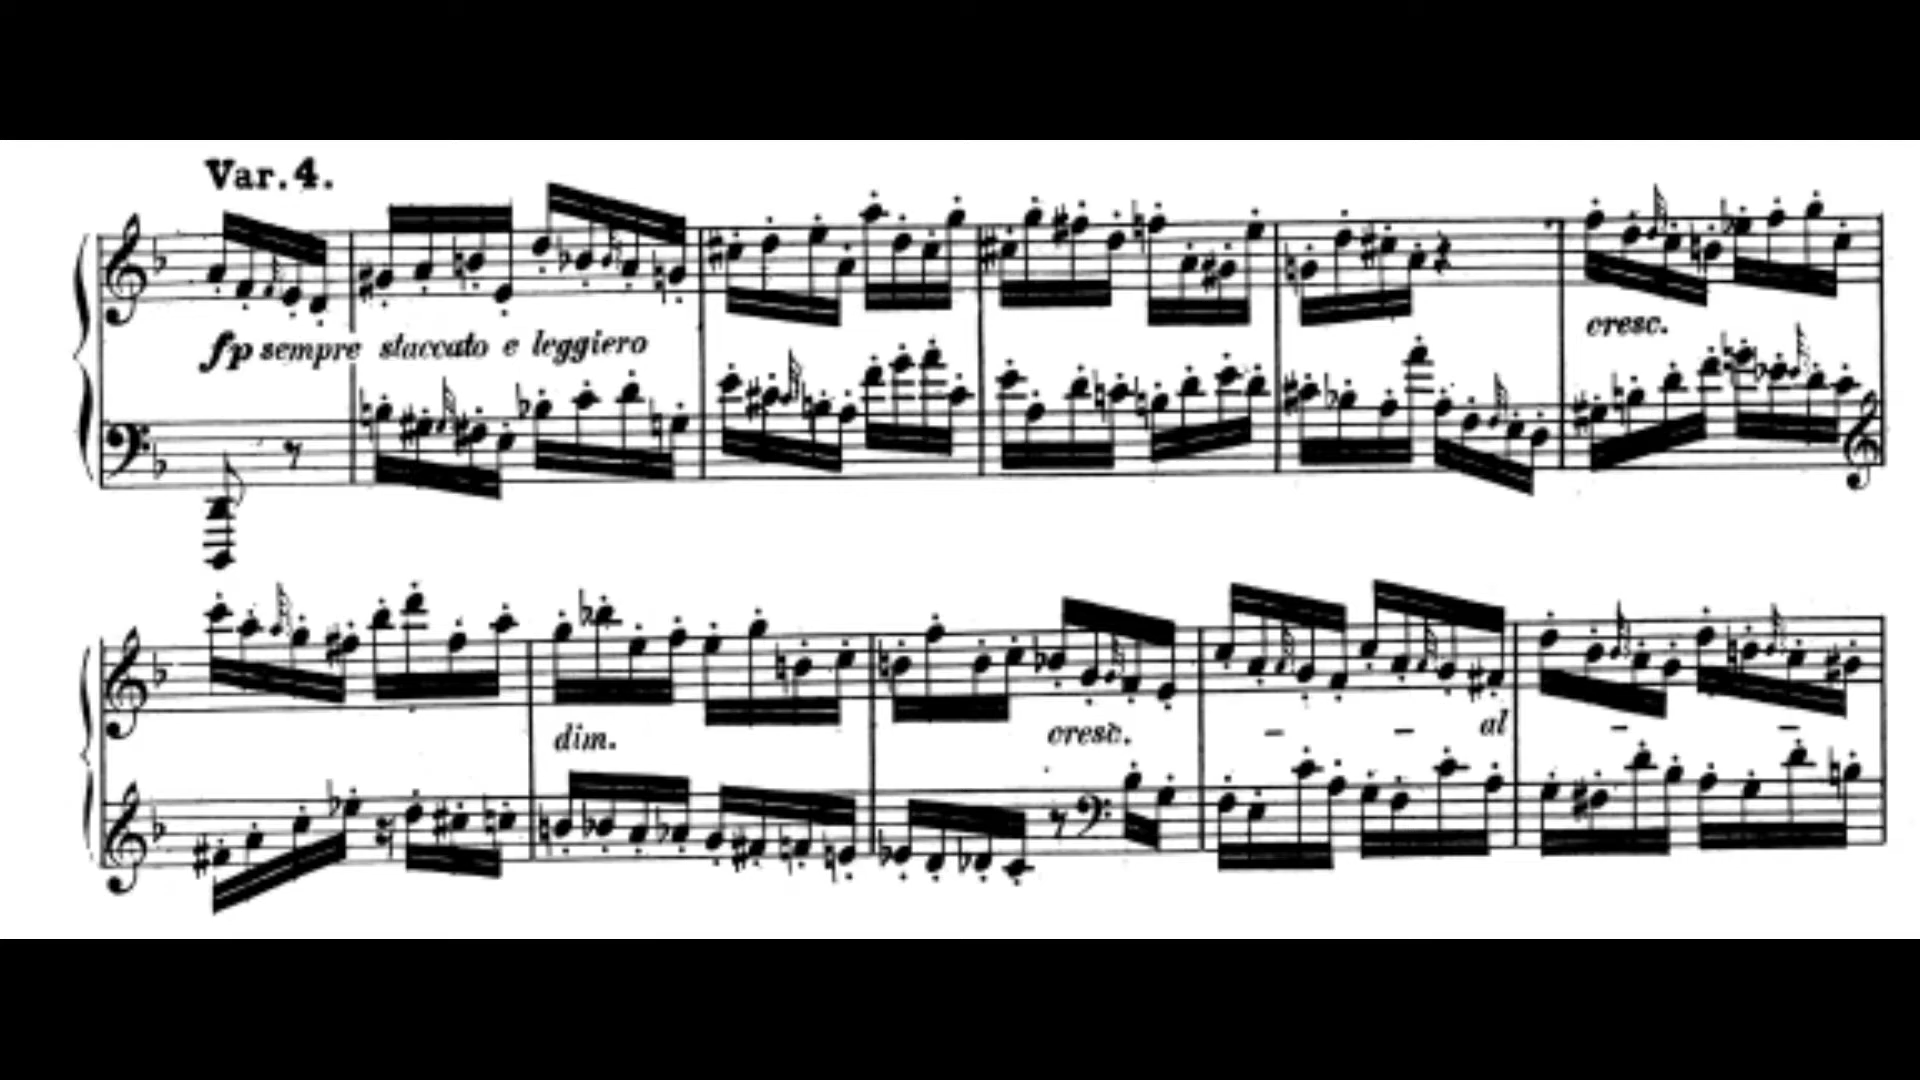 Var. 4.
fp sempre staccato e leggiero
cresc.
dim.
cresc. - - al - -